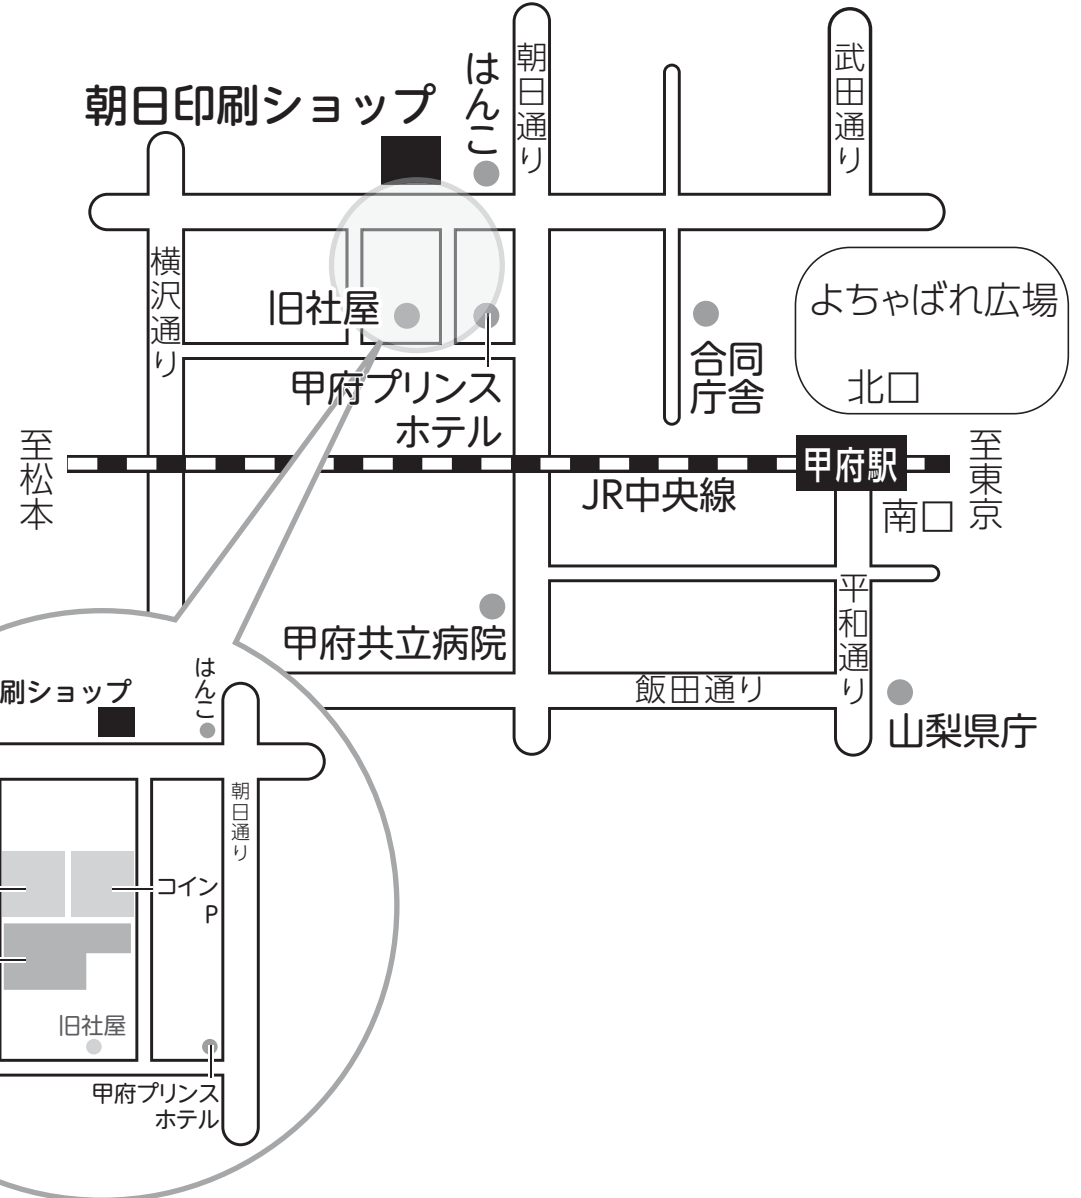 朝日通り
武田通り
はんこ
朝日印刷ショップ
横沢通り
よちゃばれ広場
旧社屋
合同
庁舎
甲府プリンス
ホテル
北口
至松本
甲府駅
至東京
JR中央線
南口
平和通り
甲府共立病院
飯田通り
山梨県庁
はんこ
刷ショップ
朝日通り
コイン
P
旧社屋
甲府プリンス
ホテル